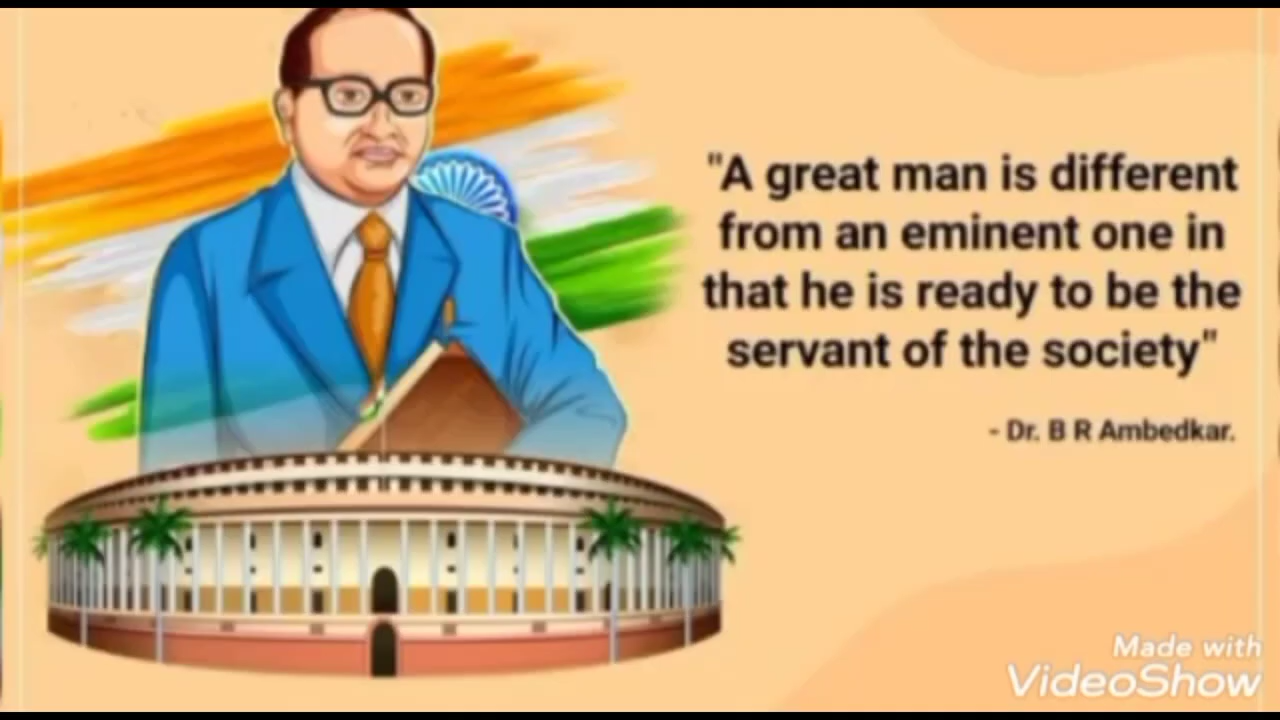 "A great man is different
from an eminent one in
that he is ready to be the
servant of the society"
- Dr. B R Ambedkar.
Made with
VideoShow